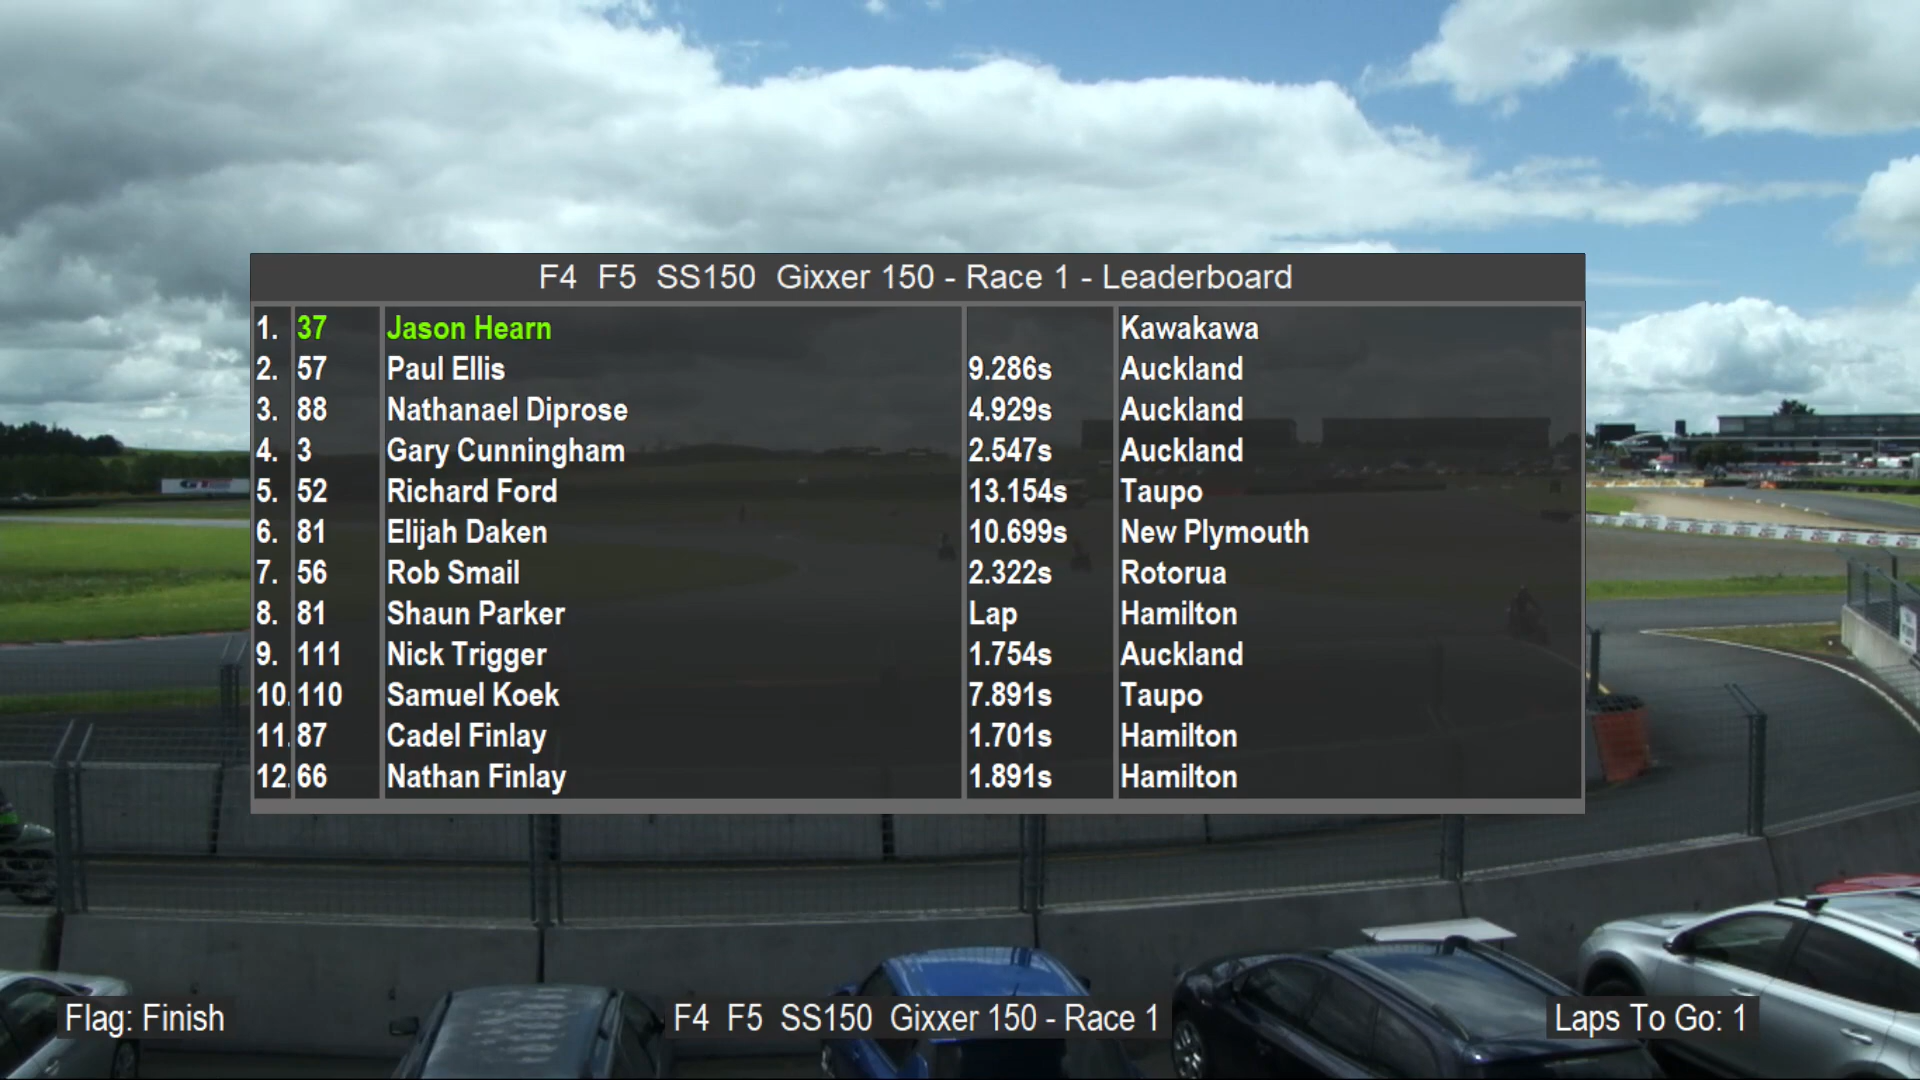 F4 F5 SS150 Gixxer 150 - Race 1 - Leaderboard
1. 37 Jason Hearn Kawakawa
2. 57 Paul Ellis 9.286s Auckland
3. 88 Nathanael Diprose 4.929s Auckland
4. 3 Gary Cunningham 2.547s Auckland
5. 52 Richard Ford 13.154s Taupo
6. 81 Elijah Daken 10.699s New Plymouth
7. 56 Rob Smail 2.322s Rotorua
8. 81 Shaun Parker Lap Hamilton
9. 111 Nick Trigger 1.754s Auckland
10. 110 Samuel Koek 7.891s Taupo
11. 87 Cadel Finlay 1.701s Hamilton
12. 66 Nathan Finlay 1.891s Hamilton
Flag: Finish
F4 F5 SS150 Gixxer 150 - Race 1
Laps To Go: 1